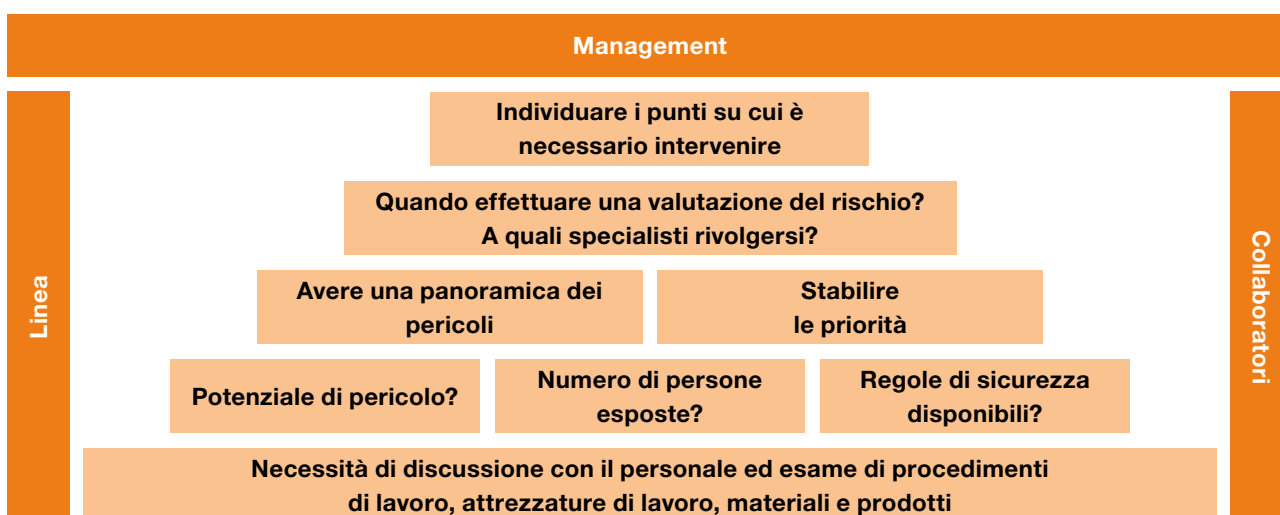 Management
Individuare i punti su cui è
necessario intervenire
Quando effettuare una valutazione del rischio?
A quali specialisti rivolgersi?
Linea
Avere una panoramica dei
pericoli
Stabilire
le priorità
Collaboratori
Potenziale di pericolo?
Numero di persone
esposte?
Regole di sicurezza
disponibili?
Necessità di discussione con il personale ed esame di procedimenti
di lavoro, attrezzature di lavoro, materiali e prodotti